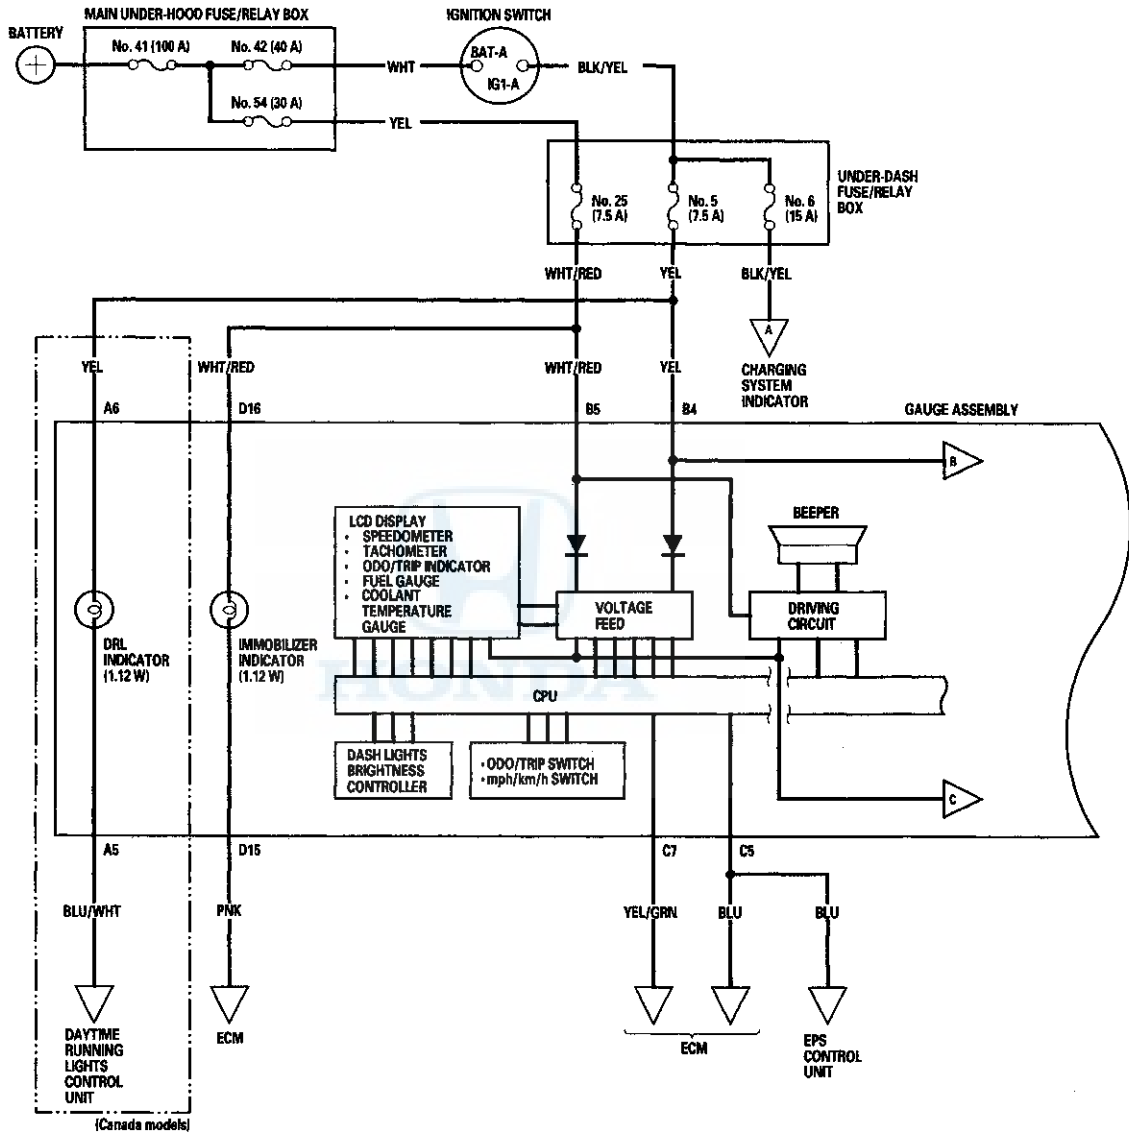 MAIN UNDER-HOOD FUSE/RELAY BOX
IGNITION SWITCH
BATTERY
No. 41 (100 A)
No. 42 (40 A)
BAT-A
WHT
BLK/YEL
IG1-A
No. 54 (30 A)
YEL
UNDER-DASH
FUSE/RELAY
BOX
No. 25
(7.5 A)
No. 5
(7.5 A)
No. 6
(15 A)
WHT/RED
YEL
BLK/YEL
A
YEL
WHT/RED
WHT/RED
YEL
CHARGING
SYSTEM
INDICATOR
A6
D16
B5
B4
GAUGE ASSEMBLY
B
LCD DISPLAY
· SPEEDOMETER
· TACHOMETER
· ODO/TRIP INDICATOR
· FUEL GAUGE
· COOLANT
TEMPERATURE
GAUGE
BEEPER
VOLTAGE
FEED
DRIVING
CIRCUIT
DRL
INDICATOR
(1.12 W)
IMMOBILIZER
INDICATOR
(1.12 W)
HONDA
CPU
DASH LIGHTS
BRIGHTNESS
CONTROLLER
· ODO/TRIP SWITCH
· mph/km/h SWITCH
C
A5
D15
C7
C5
BLU/WHT
PNK
YEL/GRN
BLU
BLU
DAYTIME
RUNNING
LIGHTS
CONTROL
UNIT
ECM
ECM
EPS
CONTROL
UNIT
(Canada models)